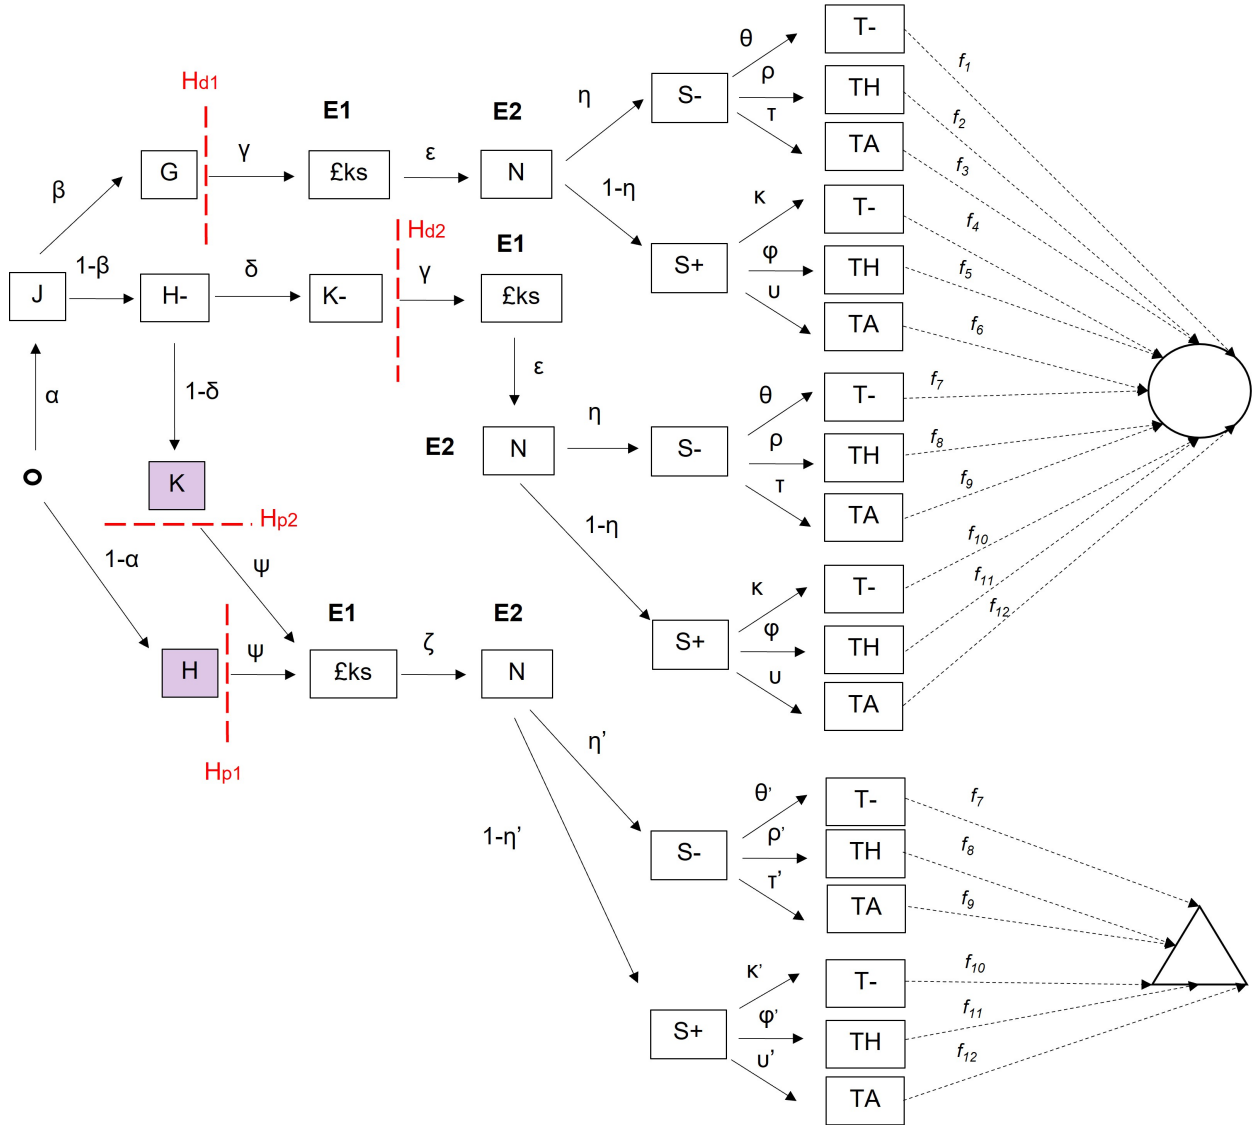 T-
θ
f1
Hd1
E1
E2
η
S-
ρ
TH
τ
f2
TA
f3
G
γ
£ks
ε
N
β
1-η
κ
T-
f4
Hd2
E1
S+
φ
TH
f5
J
1-β
H-
δ
K-
γ
£ks
υ
TA
f6
ε
α
1-δ
θ
T-
f7
E2
N
η
S-
ρ
TH
f8
τ
TA
f9
K
Hp2
1-η
f10
1-α
ψ
κ
T-
f11
E1
E2
φ
f12
H
ψ
£ks
ζ
N
S+
TH
υ
TA
Hp1
η’
θ’
T-
f7
1-η’
S-
ρ’
TH
f8
τ’
TA
f9
κ’
T-
f10
S+
φ’
TH
f11
υ’
f12
TA